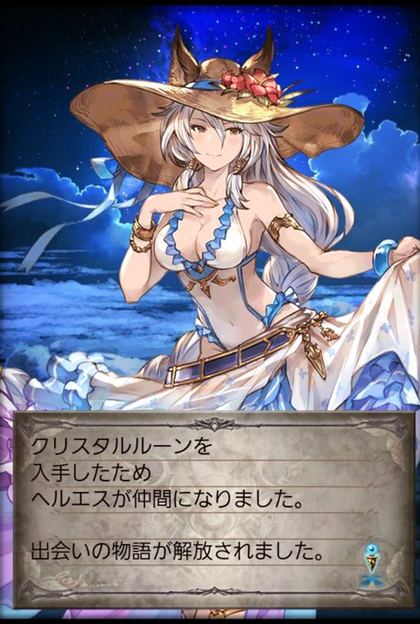 クリスタルルーンを
入手したため
ヘルエスが仲間になりました。
出会いの物語が解放されました。